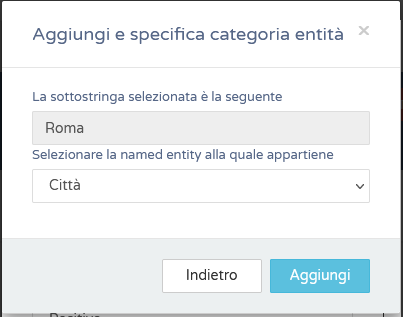 Aggiungi e specifica categoria entità ×
La sottostringa selezionata è la seguente
Roma
Selezionare la named entity alla quale appartiene
Città
Indietro Aggiungi